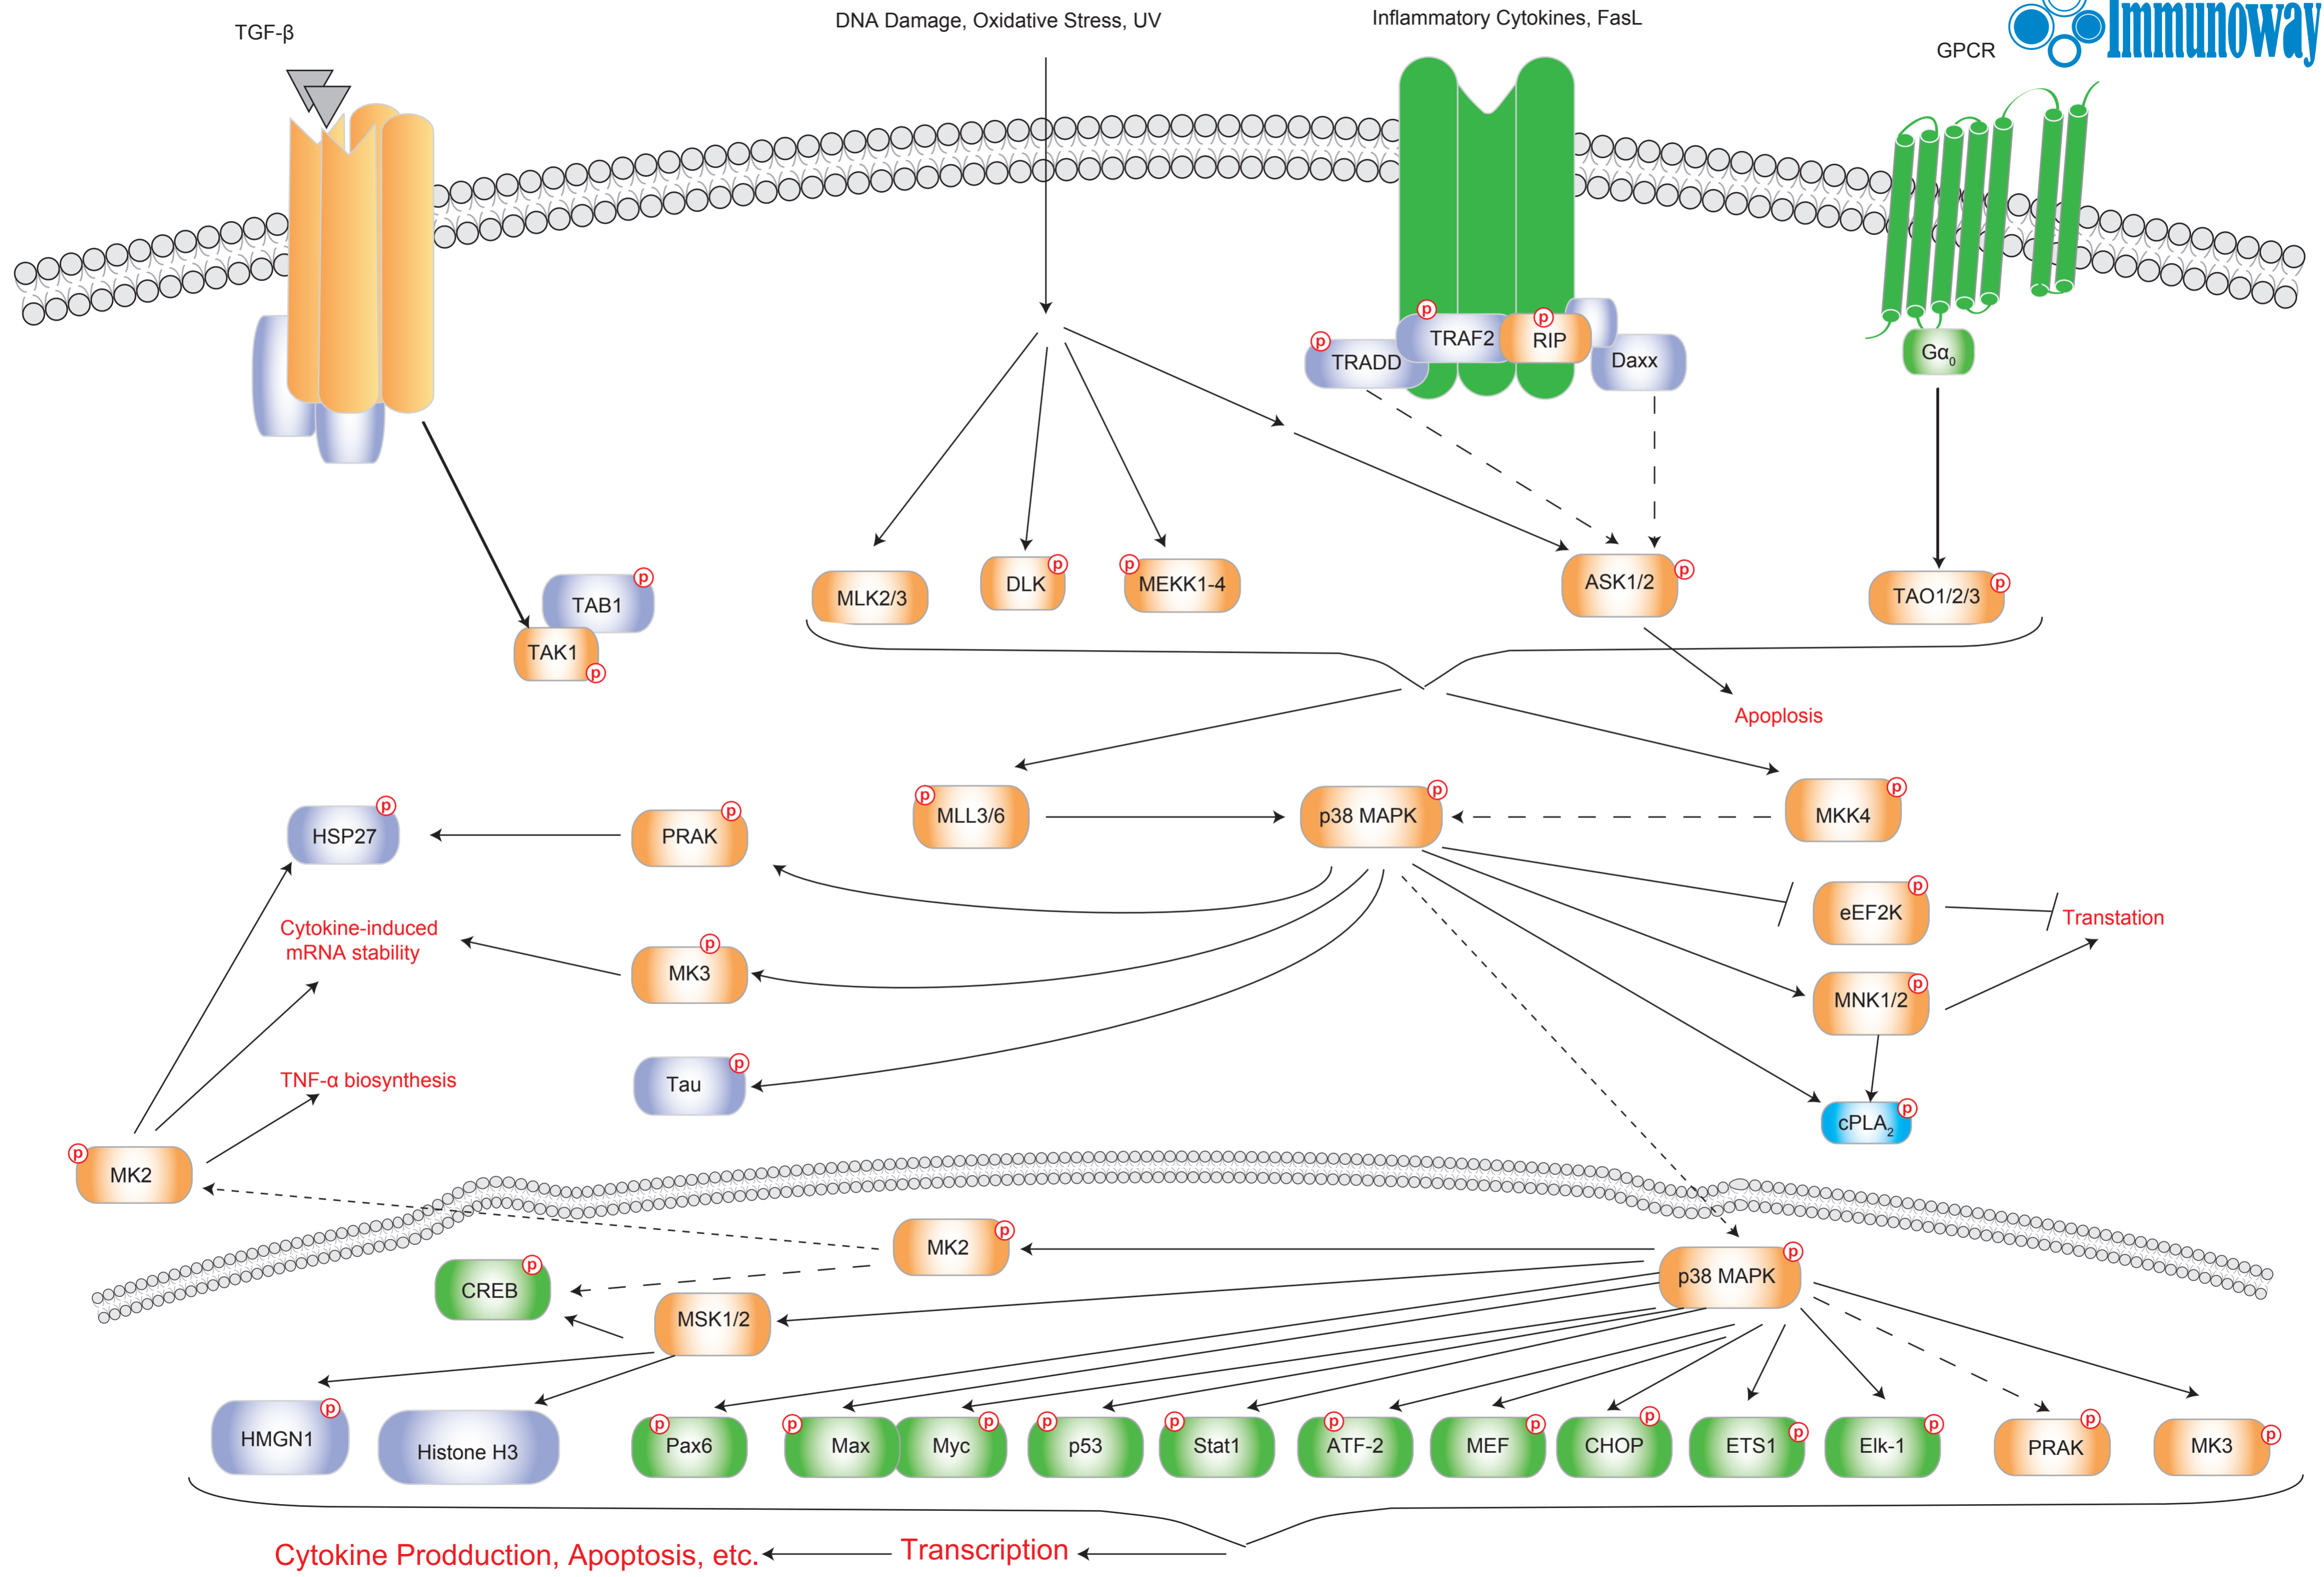 TGF-β
DNA Damage, Oxidative Stress, UV
Inflammatory Cytokines, FasL
GPCR
Immunoway
p
TRADD
p
TRAF2
p
RIP
Daxx
Gα0
TAB1
p
TAK1
p
MLK2/3
DLK
p
p
MEKK1-4
ASK1/2
p
TAO1/2/3
p
Apoplosis
HSP27
p
PRAK
p
p
MLL3/6
p38 MAPK
p
MKK4
p
Cytokine-induced
mRNA stability
MK3
p
eEF2K
p
Transtation
MNK1/2
p
TNF-α biosynthesis
Tau
p
cPLA2
p
p
MK2
MK2
p
p38 MAPK
p
CREB
p
MSK1/2
HMGN1
p
Histone H3
p
Pax6
p
Max
Myc
p
p
p53
p
Stat1
p
ATF-2
MEF
p
CHOP
p
ETS1
p
Elk-1
p
PRAK
p
MK3
p
Cytokine Prodduction, Apoptosis, etc.
Transcription